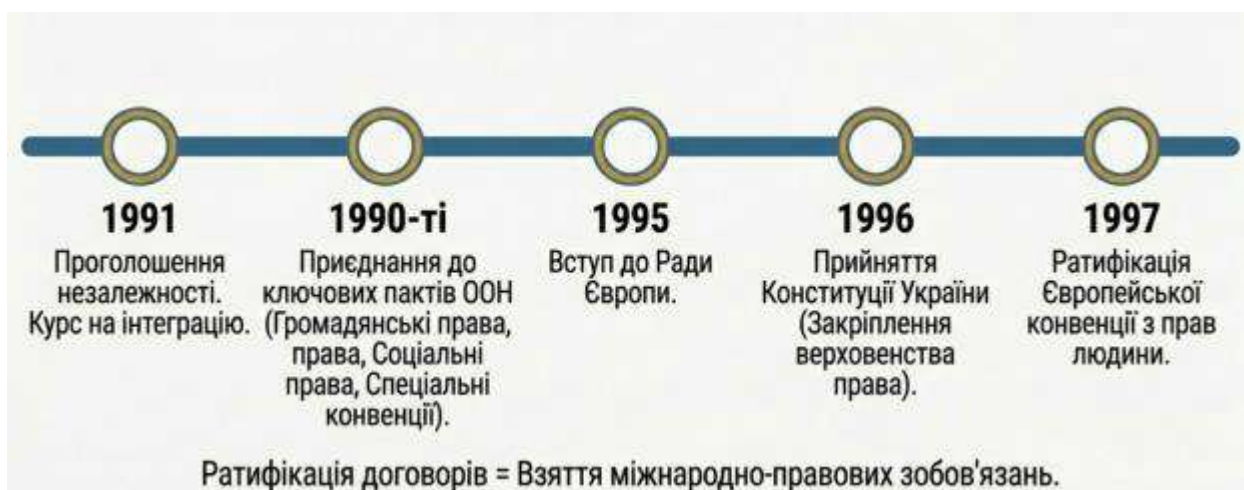 1991
Проголошення
незалежності.
Курс на інтеграцію.
1990-ті
Приєднання до
ключових пактів ООН
(Громадянські права,
права, Соціальні
права, Спеціальні
конвенції).
1995
Вступ до Ради
Європи.
1996
Прийняття
Конституції України
(Закріплення
верховенства
права).
1997
Ратифікація
Європейської
конвенції з прав
людини.
Ратифікація договорів = Взяття міжнародно-правових зобов'язань.